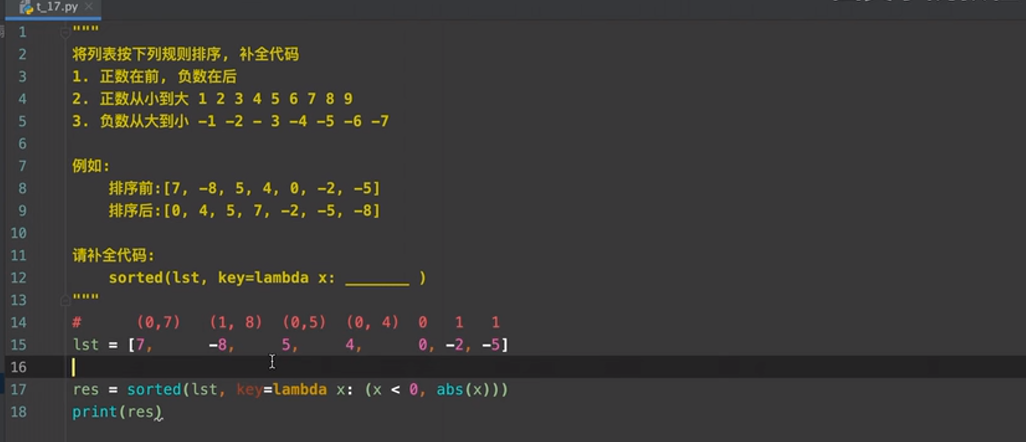 t_17.py
1 """
2 将列表按下列规则排序, 补全代码
3 1. 正数在前, 负数在后
4 2. 正数从小到大 1 2 3 4 5 6 7 8 9
5 3. 负数从大到小 -1 -2 - 3 -4 -5 -6 -7
6
7 例如:
8 排序前:[7, -8, 5, 4, 0, -2, -5]
9 排序后:[0, 4, 5, 7, -2, -5, -8]
10
11 请补全代码:
12 sorted(lst, key=lambda x: _______ )
13 """
14 # (0,7) (1, 8) (0,5) (0, 4) 0 1 1
15 lst = [7, -8, 5, 4, 0, -2, -5]
16
17 res = sorted(lst, key=lambda x: (x < 0, abs(x)))
18 print(res)